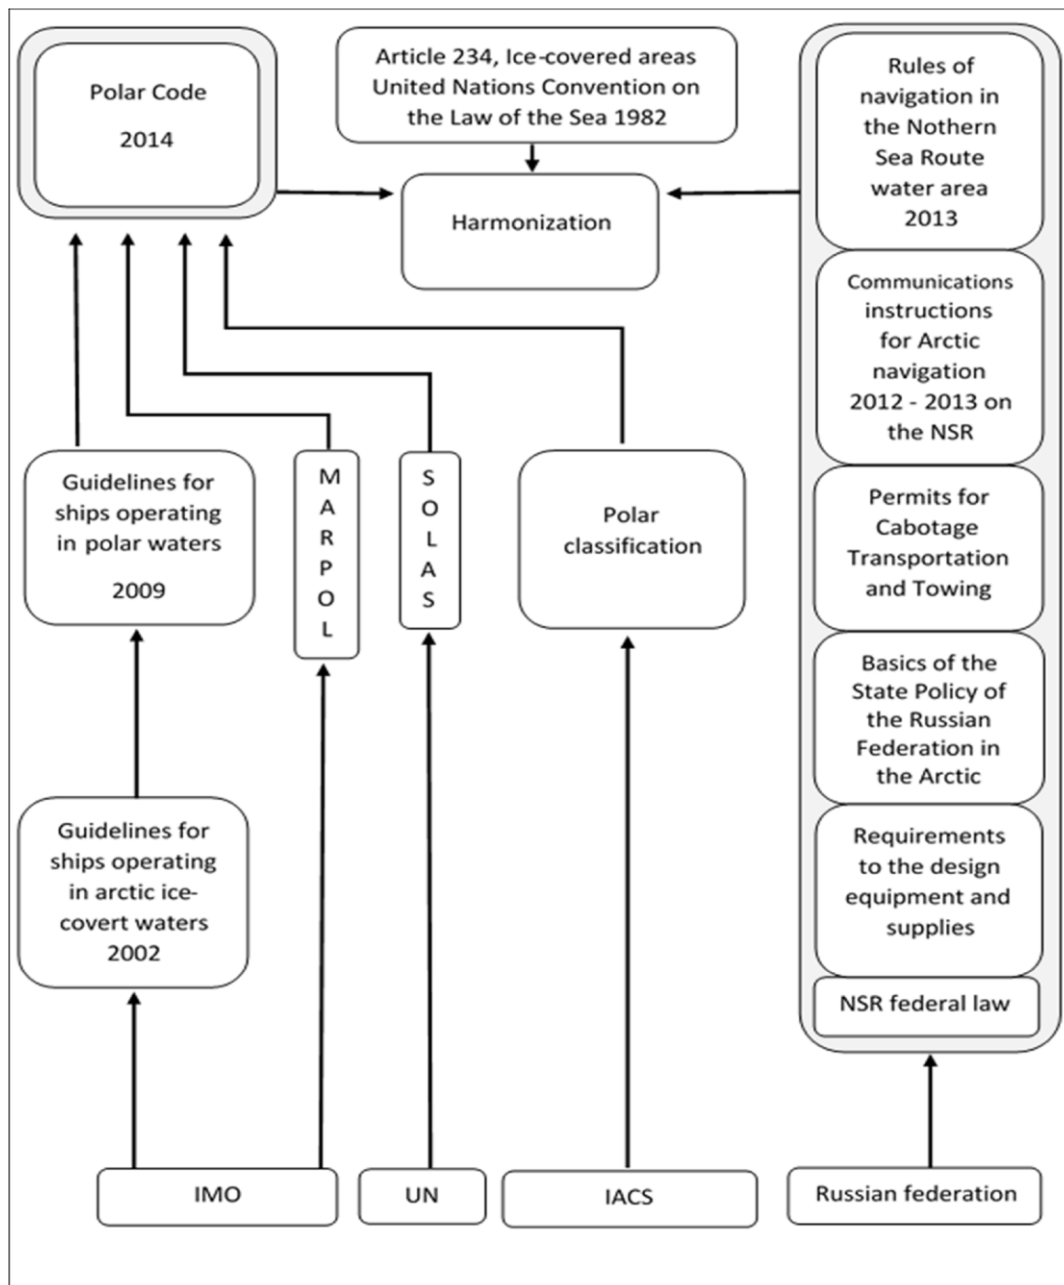 Polar Code
2014
Article 234, Ice-covered areas
United Nations Convention on
the Law of the Sea 1982
Harmonization
Rules of
navigation in
the Nothern
Sea Route
water area
2013
Communications
instructions
for Arctic
navigation
2012 - 2013 on
the NSR
Guidelines for
ships operating
in polar waters
2009
M
A
R
P
O
L
S
O
L
A
S
Polar
classification
Permits for
Cabotage
Transportation
and Towing
Basics of the
State Policy of
the Russian
Federation in
the Arctic
Guidelines for
ships operating
in arctic ice-
covert waters
2002
Requirements
to the design
equipment and
supplies
NSR federal law
IMO
UN
IACS
Russian federation